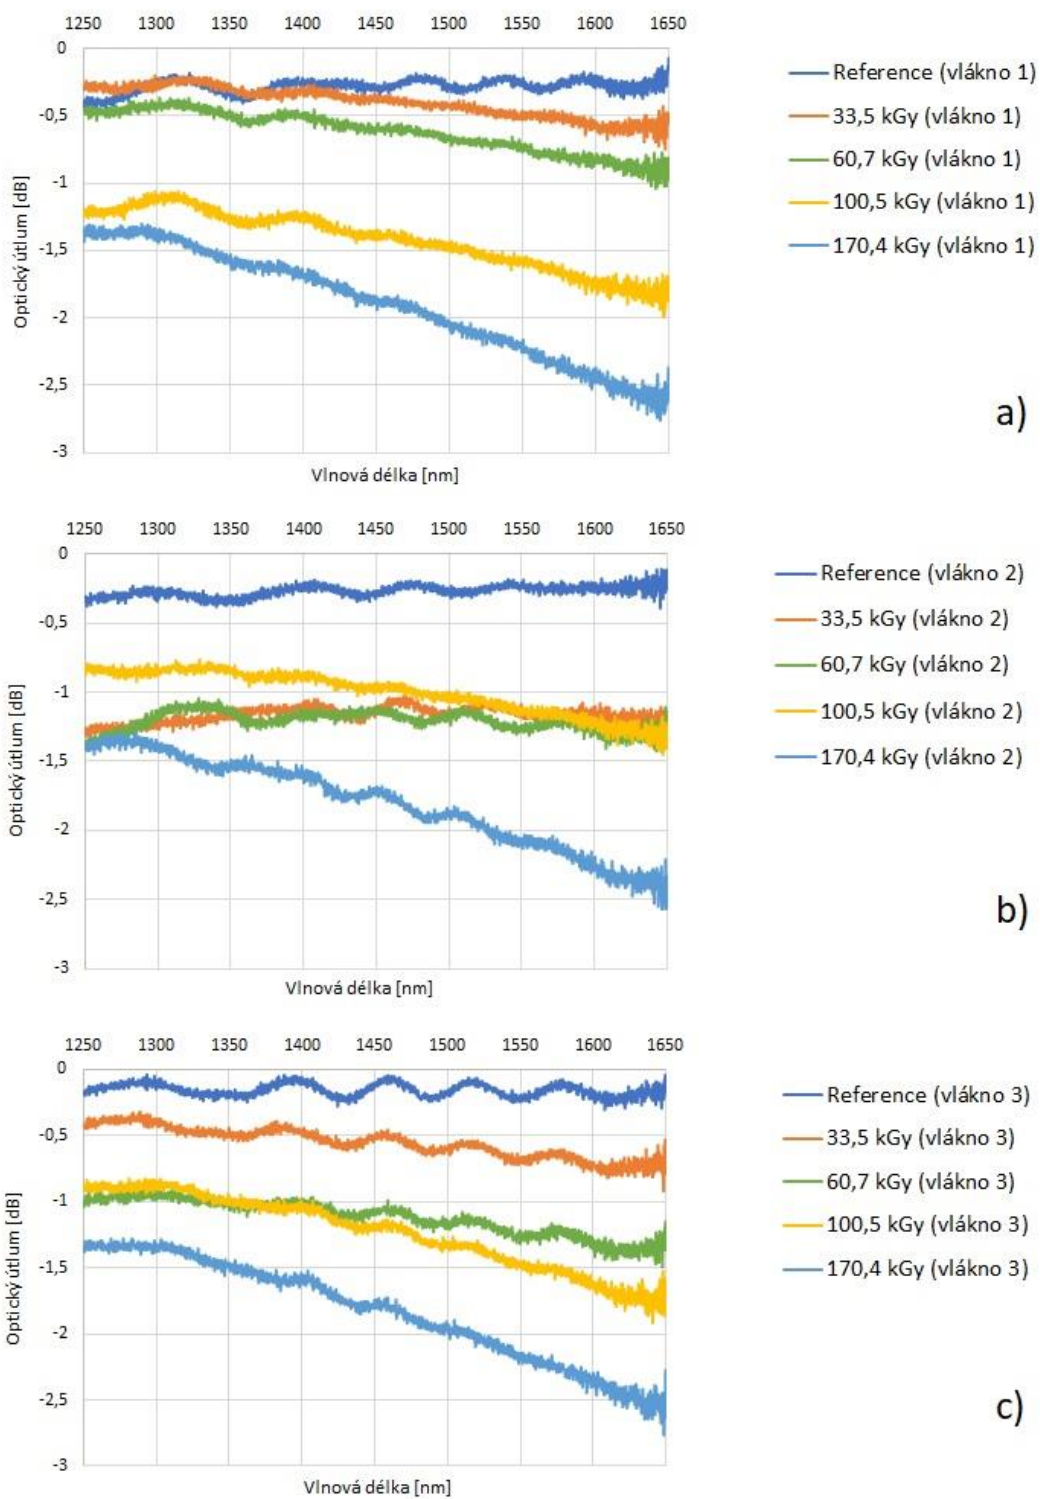 1250 1300 1350 1400 1450 1500 1550 1600 1650
0
-0,5
-1
-1,5
-2
-2,5
-3
Optický útlum [dB]
Vlnová délka [nm]
Reference (vlákno 1)
33,5 kGy (vlákno 1)
60,7 kGy (vlákno 1)
100,5 kGy (vlákno 1)
170,4 kGy (vlákno 1)
a)
1250 1300 1350 1400 1450 1500 1550 1600 1650
0
-0,5
-1
-1,5
-2
-2,5
-3
Optický útlum [dB]
Vlnová délka [nm]
Reference (vlákno 2)
33,5 kGy (vlákno 2)
60,7 kGy (vlákno 2)
100,5 kGy (vlákno 2)
170,4 kGy (vlákno 2)
b)
1250 1300 1350 1400 1450 1500 1550 1600 1650
0
-0,5
-1
-1,5
-2
-2,5
-3
Optický útlum [dB]
Vlnová délka [nm]
Reference (vlákno 3)
33,5 kGy (vlákno 3)
60,7 kGy (vlákno 3)
100,5 kGy (vlákno 3)
170,4 kGy (vlákno 3)
c)